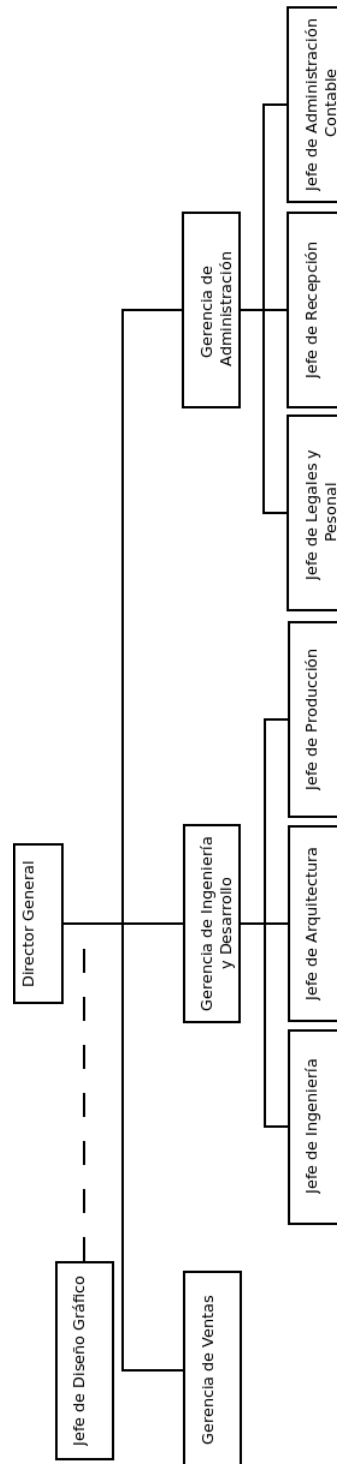 Director General
Jefe de Diseño Gráfico
Gerencia de Ventas
Gerencia de Ingeniería
y Desarrollo
Gerencia de
Administración
Jefe de Ingeniería
Jefe de Arquitectura
Jefe de Producción
Jefe de Legales y
Pesonal
Jefe de Recepción
Jefe de Administración
Contable